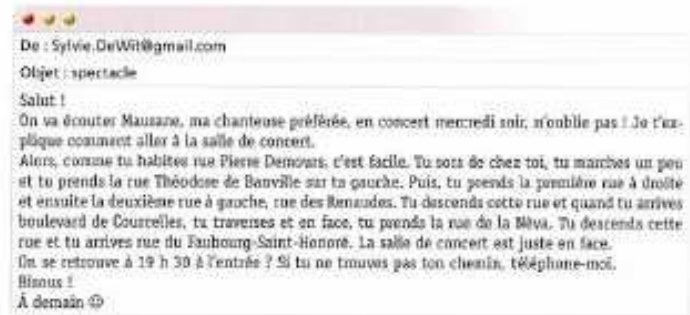 De : Sylvie.DeWit@gmail.com
Objet : spectacle
Salut !
On va écouter Mausane, ma chanteuse préférée, en concert mercredi soir, n'oublie pas ! Je t'ex-
plique comment aller à la salle de concert.
Alors, comme tu habites rue Pierre Demours, c'est facile. Tu sors de chez toi, tu marches un peu
et tu prends la rue Théodore de Banville sur ta gauche. Puis, tu prends la première rue à droite
et ensuite la deuxième rue à gauche, rue des Renaudes. Tu descends cette rue et quand tu arrives
boulevard de Courcelles, tu traverses et en face, tu prends la rue de la Néva. Tu descends cette
rue et tu arrives rue du Faubourg-Saint-Honoré. La salle de concert est juste en face.
On se retrouve à 19 h 30 à l'entrée ? Si tu ne trouves pas ton chemin, téléphone-moi.
Bisous !
À demain ☺